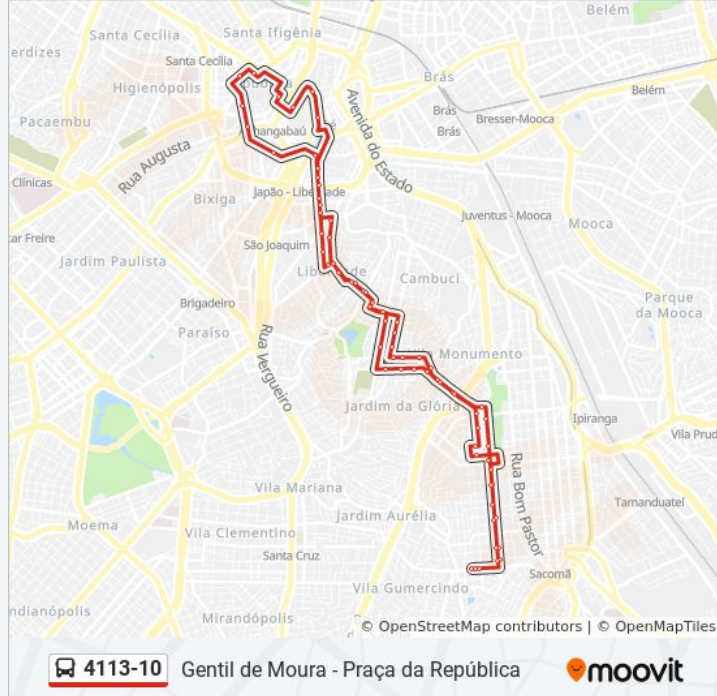 Belém
Santa Cecília
Santa Ifigênia
erdizes
Santa Cecília
Brás
Higienópolis
Belém
Pacaembu
Avenida do Estado
Brás
Bresser-Mooca
Brás
Rua Augusta
Clínicas
Japão - Liberdade
Bixiga
Juventus - Mooca
Mooca
car Freire
São Joaquim
Jardim Paulista
Cambuci
Parque
da Mooca
Brigadeiro
Paraíso
Rua Vergueiro
Monumento
Jardim da Glória
Ipiranga
Vila Prud
Rua Bom Pastor
Vila Mariana
Tamanduateí
Jardim Aurélia
Moema
Vila Clementino
Santa Cruz
Sacomã
Vila Gumercindo
ndianópolis
Mirandópolis
© OpenStreetMap contributors | © OpenMapTiles
4113-10 Gentil de Moura - Praça da República moovit